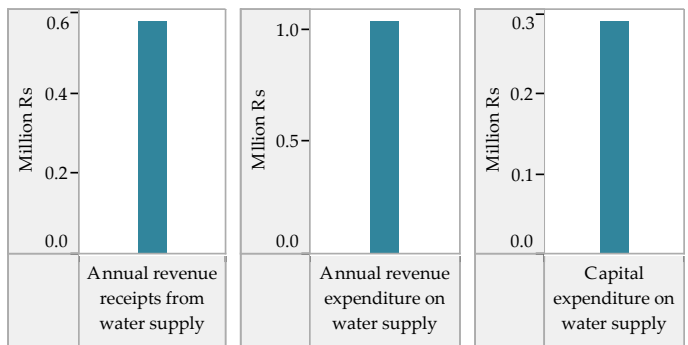 0.6
0.4
0.2
0.0
Million Rs
Annual revenue
receipts from
water supply
1.0
0.5
0.0
Mllion Rs
Annual revenue
expenditure on
water supply
0.3
0.2
0.1
0.0
Million Rs
Capital
expenditure on
water supply